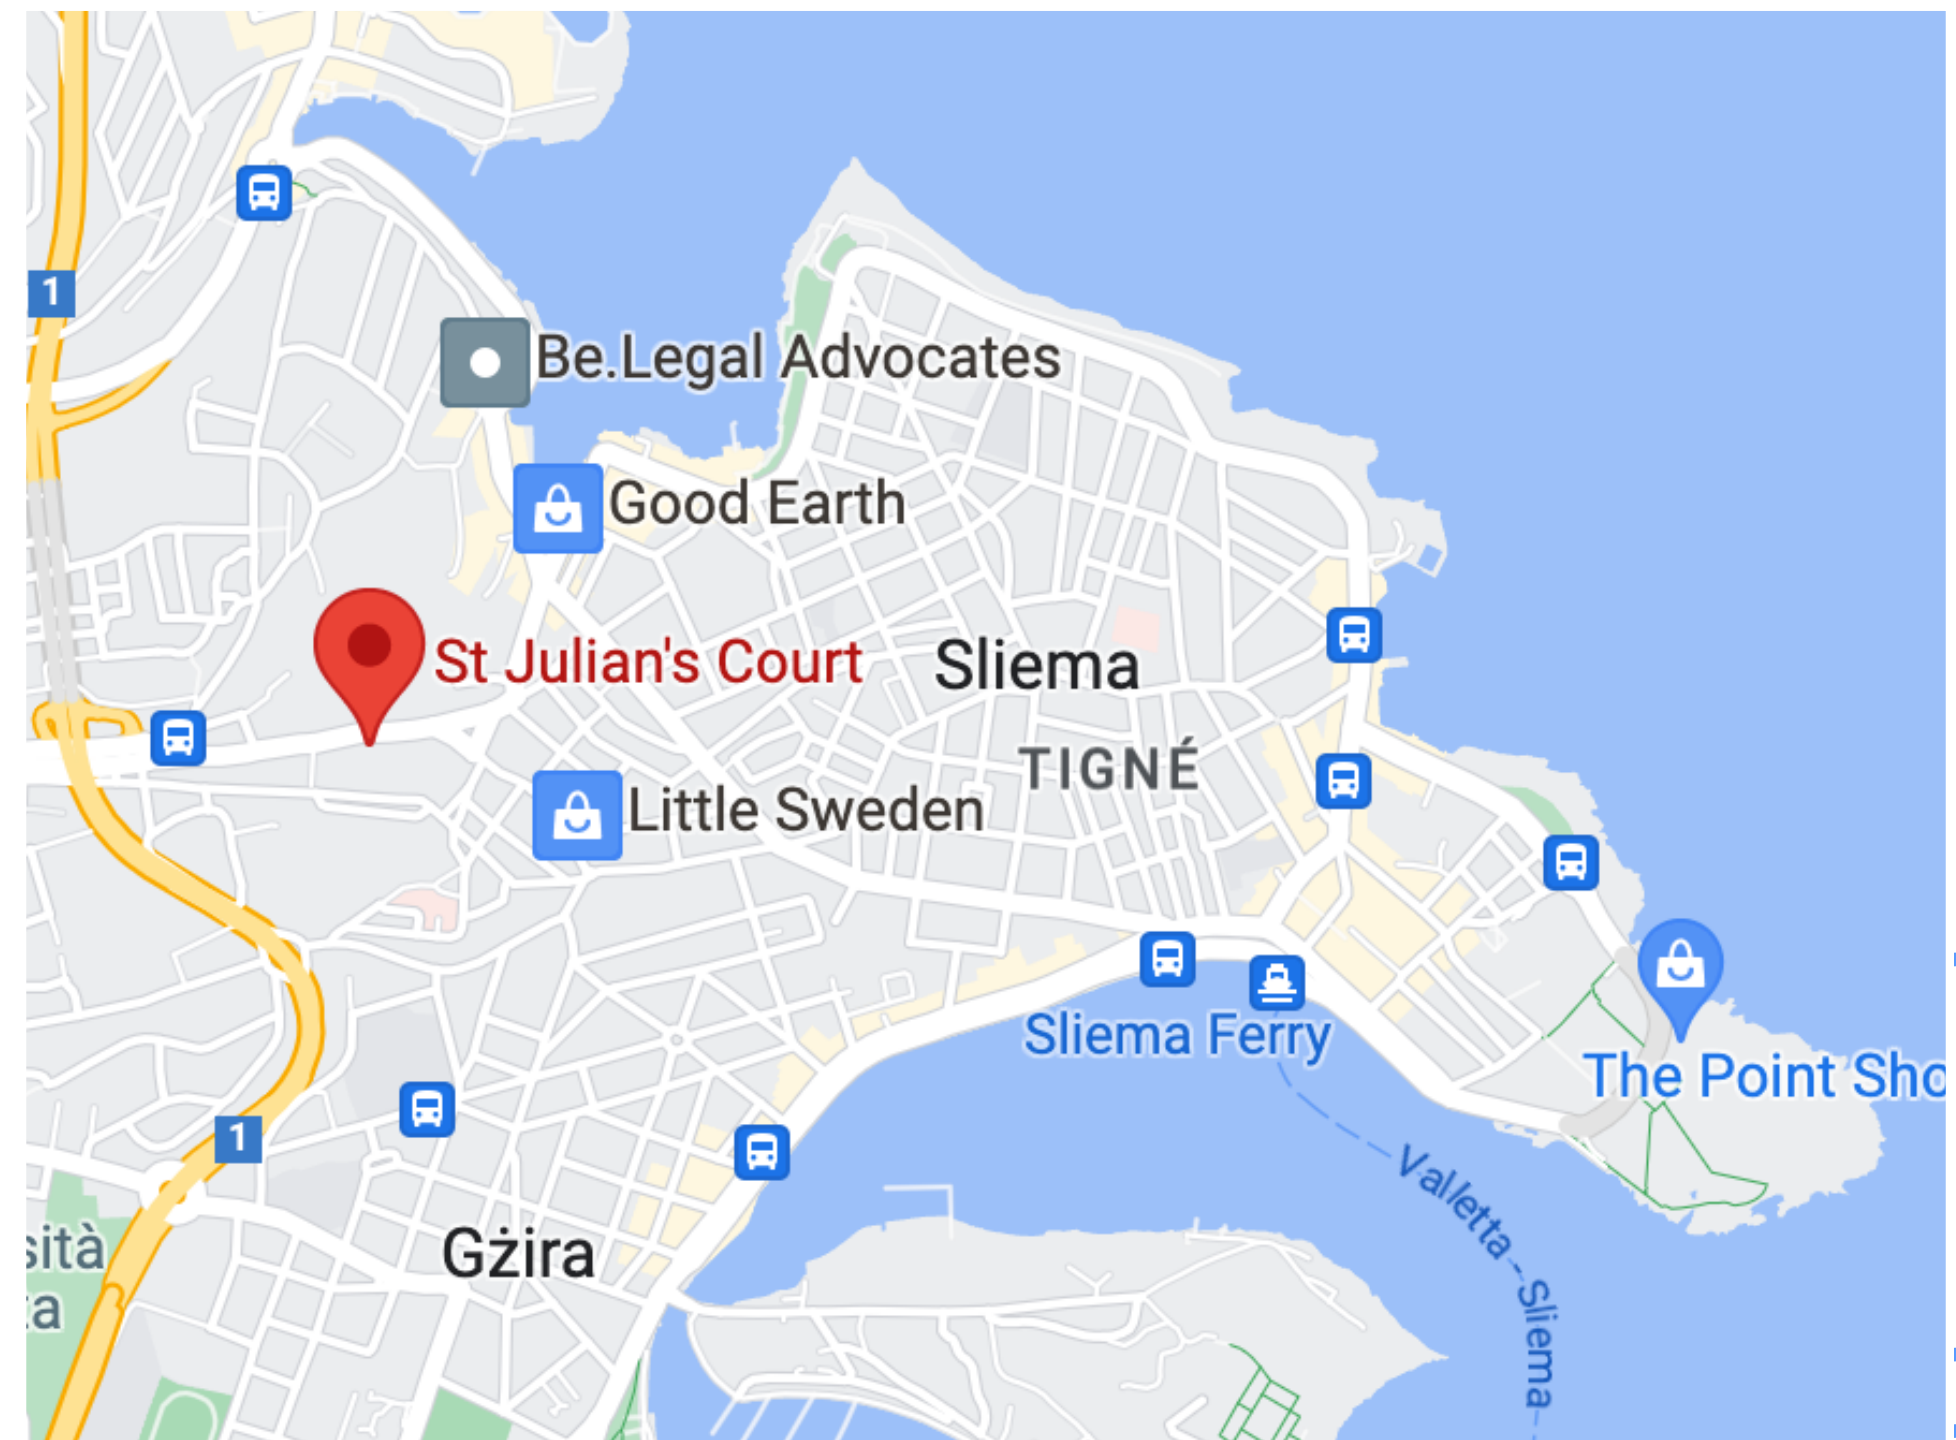 1
Be.Legal Advocates
Good Earth
St Julian's Court
Sliema
TIGNÉ
Little Sweden
Sliema Ferry
The Point Sho
1
Valletta - Sliema
Gżira
sità
ta